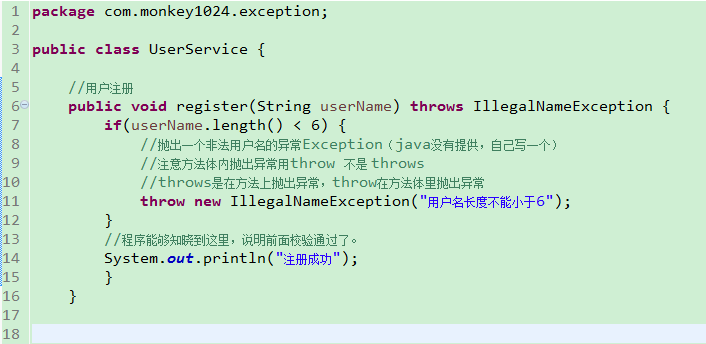 1 package com.monkey1024.exception;
2
3 public class UserService {
4
5 //用户注册
6 public void register(String userName) throws IllegalNameException {
7 if(userName.length() < 6) {
8 //抛出一个非法用户名的异常Exception（java没有提供，自己写一个）
9 //注意方法体内抛出异常用throw 不是 throws
10 //throws是在方法上抛出异常，throw在方法体里抛出异常
11 throw new IllegalNameException("用户名长度不能小于6");
12 }
13 //程序能够知晓到这里，说明前面校验通过了。
14 System.out.println("注册成功");
15 }
16 }
17
18